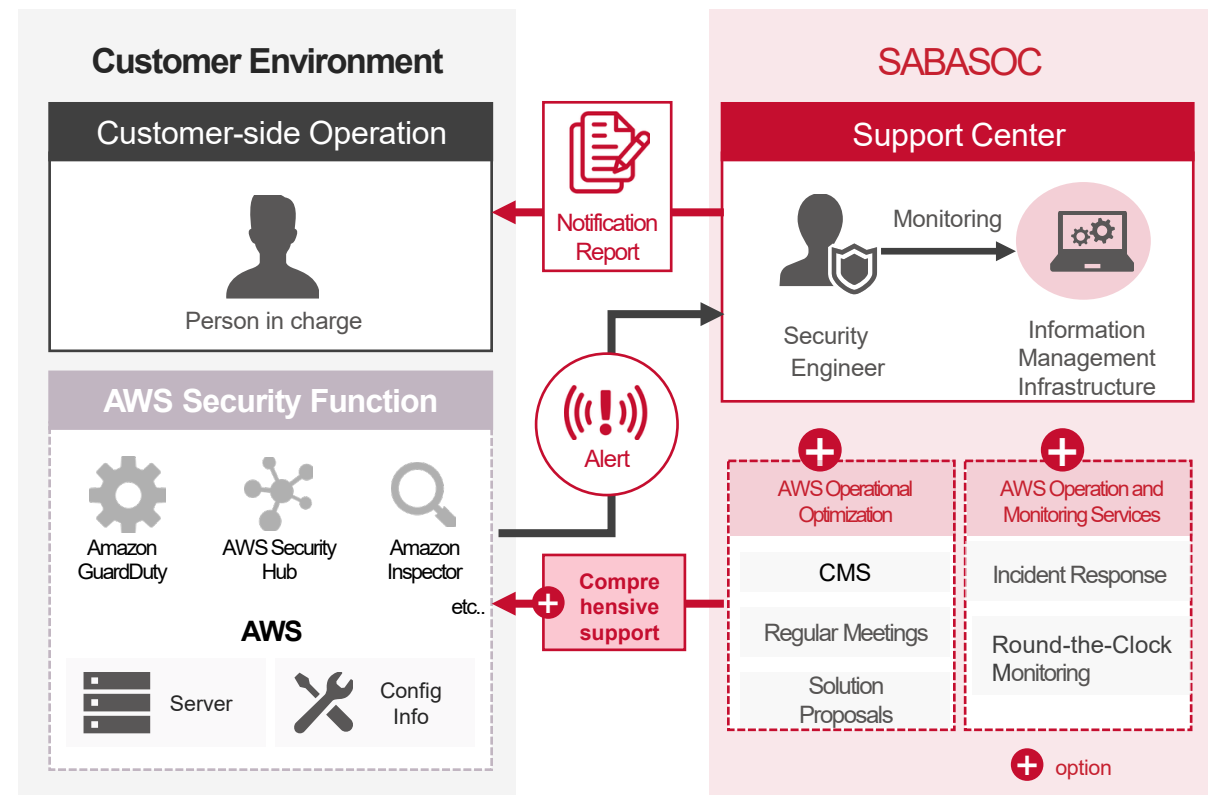 Customer Environment
Customer-side Operation
Person in charge
AWS Security Function
Amazon
GuardDuty
AWS Security
Hub
Amazon
Inspector
etc..
AWS
Server
Config
Info
Notification
Report
Alert
Compre
hensive
support
SABASOC
Support Center
Monitoring
Security
Engineer
Information
Management
Infrastructure
AWS Operational
Optimization
CMS
Regular Meetings
Solution
Proposals
AWS Operation and
Monitoring Services
Incident Response
Round-the-Clock
Monitoring
option